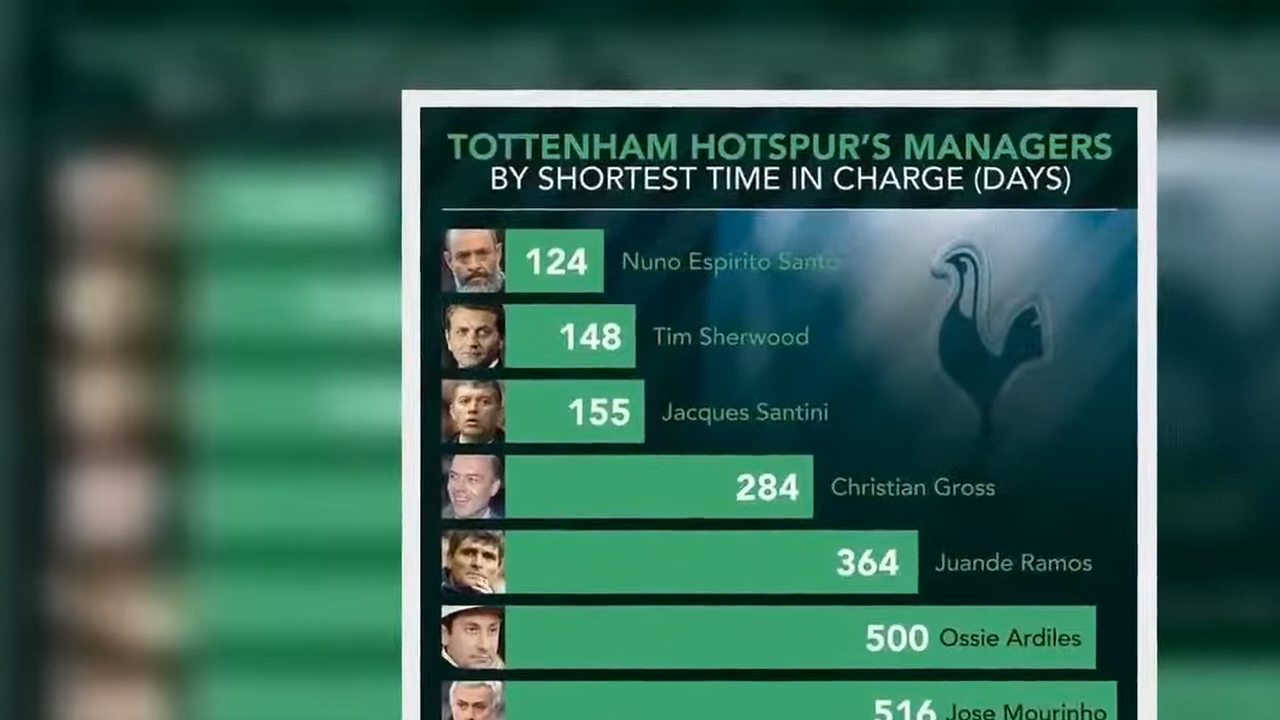 TOTTENHAM HOTSPUR'S MANAGERS
BY SHORTEST TIME IN CHARGE (DAYS)
124 Nuno Espirito Santo
148 Tim Sherwood
155 Jacques Santini
284 Christian Gross
364 Juande Ramos
500 Ossie Ardiles
516 Jose Mourinho